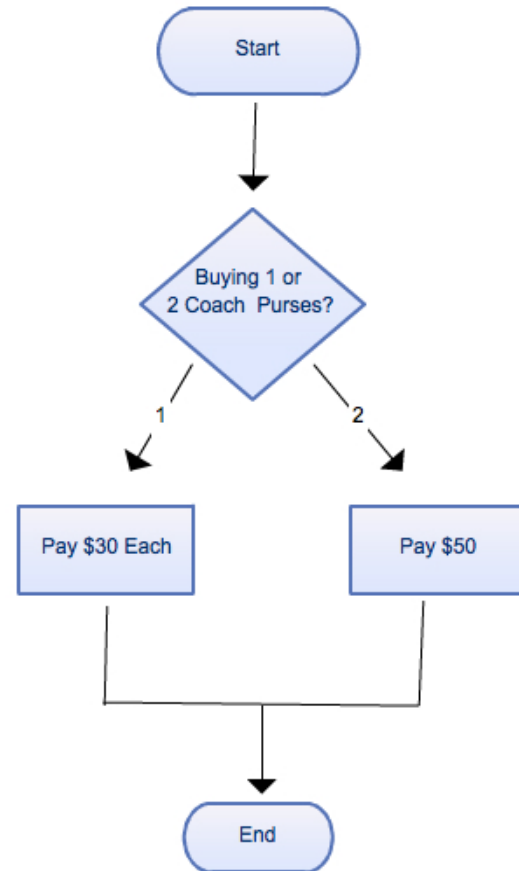 Start
Buying 1 or
2 Coach Purses?
1
2
Pay $30 Each
Pay $50
End